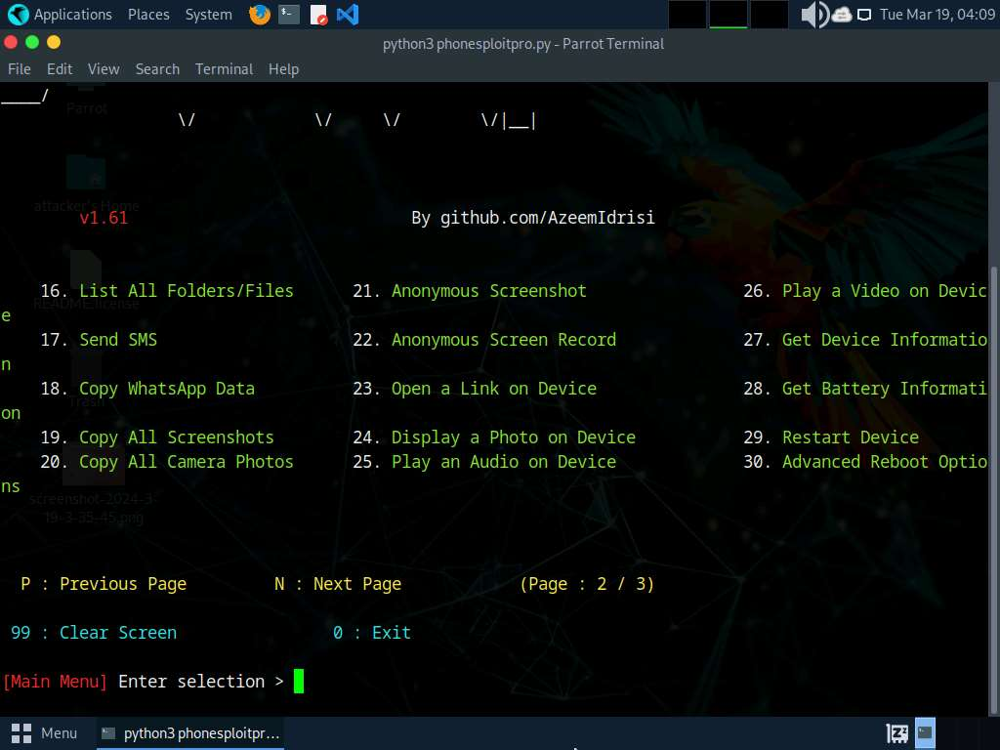 Applications Places System Tue Mar 19, 04:09
python3 phonesploitpro.py - Parrot Terminal
File Edit View Search Terminal Help
____/
Parrot
\/ \/ \/ \/|__|
attacker's Home
v1.61 By github.com/AzeemIdrisi
16. List All Folders/Files 21. Anonymous Screenshot 26. Play a Video on Devic
README.license
e
17. Send SMS 22. Anonymous Screen Record 27. Get Device Informatio
n
18. Copy WhatsApp Data 23. Open a Link on Device 28. Get Battery Informati
Trash
on
19. Copy All Screenshots 24. Display a Photo on Device 29. Restart Device
20. Copy All Camera Photos 25. Play an Audio on Device 30. Advanced Reboot Optio
ns
screenshot-2024-3-
19-3-35-45.png
P : Previous Page N : Next Page (Page : 2 / 3)
99 : Clear Screen 0 : Exit
[Main Menu] Enter selection >
Menu python3 phonesploitpr...